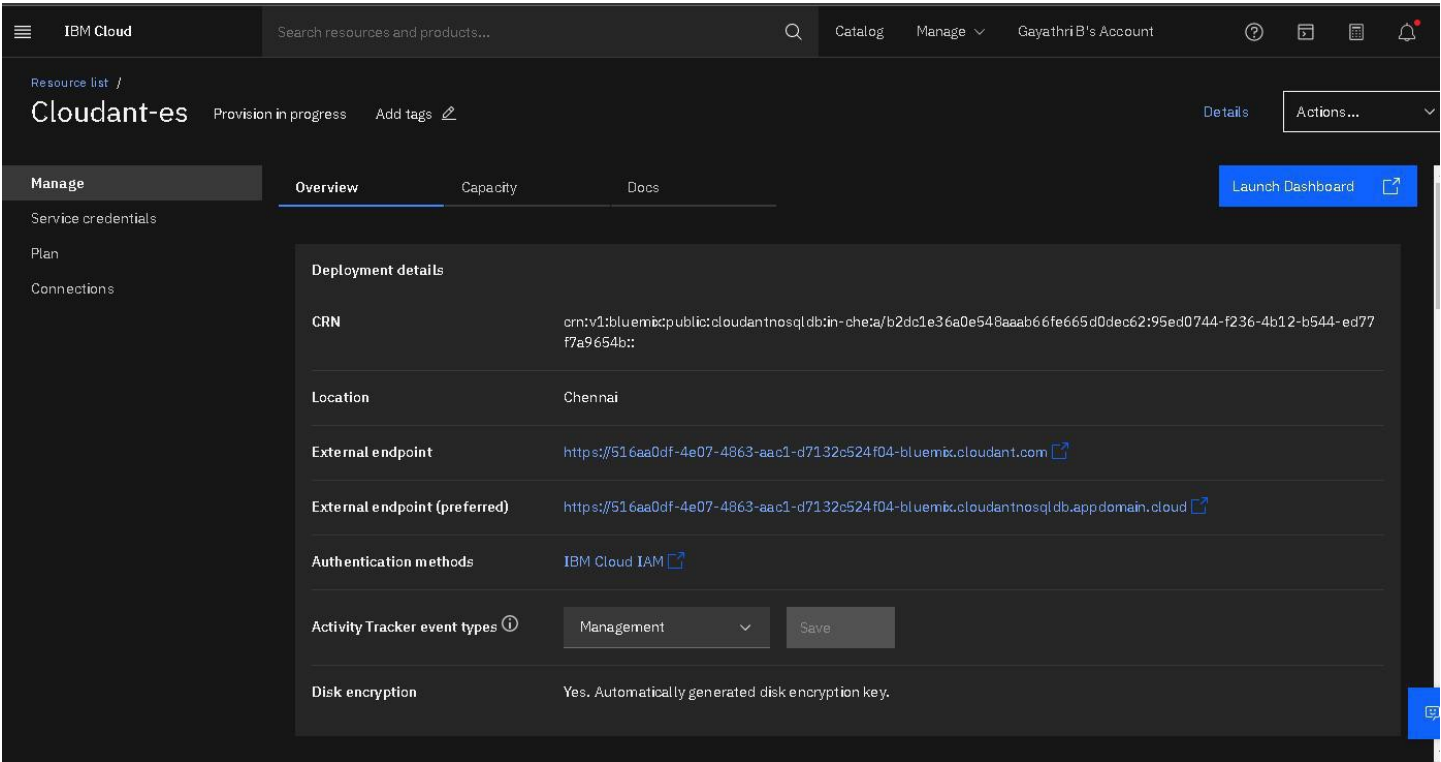 IBM Cloud
Search resources and products...
Catalog
Manage
Gayathri B's Account
Resource list /
Cloudant-es
Provision in progress
Add tags
Details
Actions...
Manage
Service credentials
Plan
Connections
Overview
Capacity
Docs
Launch Dashboard
Deployment details
CRN
crn:v1:bluemix:public:cloudantnosqldb:in-che:a/b2dc1e36a0e548aaab66fe665d0dec62:95ed0744-f236-4b12-b544-ed77
f7a9654b::
Location
Chennai
External endpoint
https://516aa0df-4e07-4863-aac1-d7132c524f04-bluemix.cloudant.com
External endpoint (preferred)
https://516aa0df-4e07-4863-aac1-d7132c524f04-bluemix.cloudantnosqldb.appdomain.cloud
Authentication methods
IBM Cloud IAM
Activity Tracker event types
Management
Save
Disk encryption
Yes. Automatically generated disk encryption key.